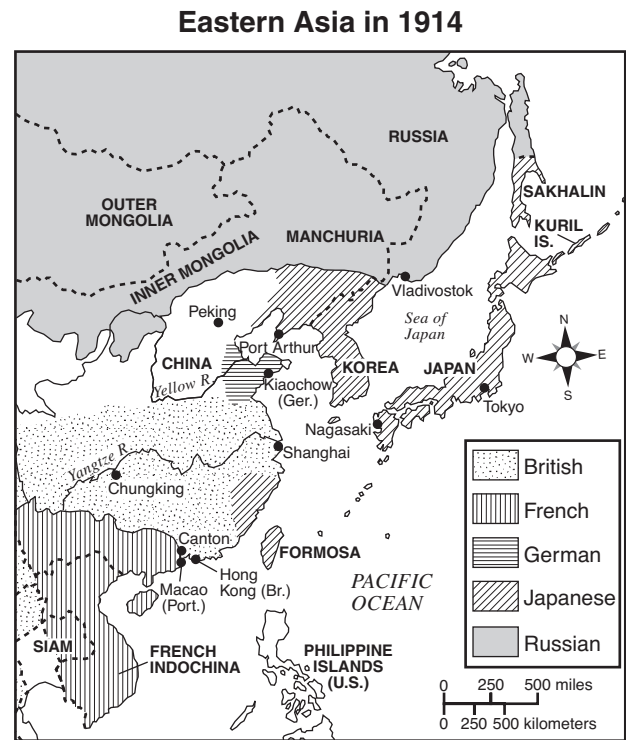 Eastern Asia in 1914
RUSSIA
OUTER
MONGOLIA
SAKHALIN
KURIL
IS.
MANCHURIA
INNER MONGOLIA
Vladivostok
Peking
Sea of
Japan
N
W
E
S
Port Arthur
CHINA
KOREA
JAPAN
Yellow R.
Kiaochow
(Ger.)
Tokyo
Nagasaki
Shanghai
Yangtze R.
Chungking
British
French
German
Japanese
Russian
Canton
FORMOSA
Hong
Kong (Br.)
Macao
(Port.)
PACIFIC
OCEAN
SIAM
FRENCH
INDOCHINA
PHILIPPINE
ISLANDS
(U.S.)
0 250 500 miles
0 250 500 kilometers